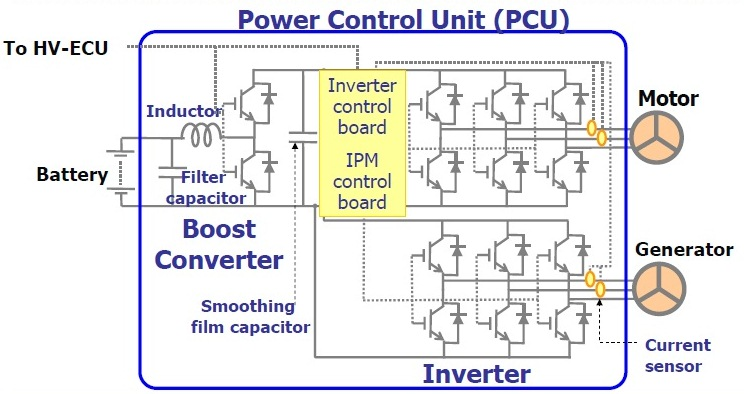 Power Control Unit (PCU)
To HV-ECU
Inductor
Battery
Filter
capacitor
Boost
Converter
Smoothing
film capacitor
Inverter
control
board
IPM
control
board
Motor
Generator
Current
sensor
Inverter